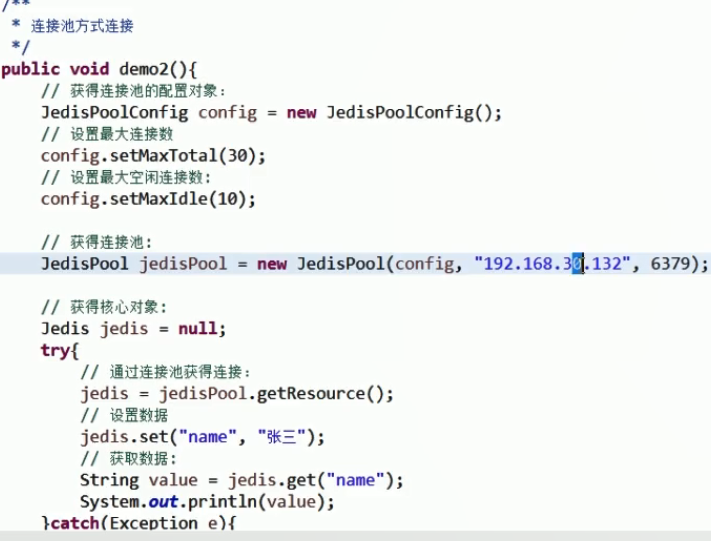 /**
 * 连接池方式连接
 */
public void demo2(){
    // 获得连接池的配置对象:
    JedisPoolConfig config = new JedisPoolConfig();
    // 设置最大连接数
    config.setMaxTotal(30);
    // 设置最大空闲连接数:
    config.setMaxIdle(10);

    // 获得连接池:
    JedisPool jedisPool = new JedisPool(config, "192.168.30.132", 6379);

    // 获得核心对象:
    Jedis jedis = null;
    try{
        // 通过连接池获得连接:
        jedis = jedisPool.getResource();
        // 设置数据
        jedis.set("name", "张三");
        // 获取数据:
        String value = jedis.get("name");
        System.out.println(value);
    }catch(Exception e){